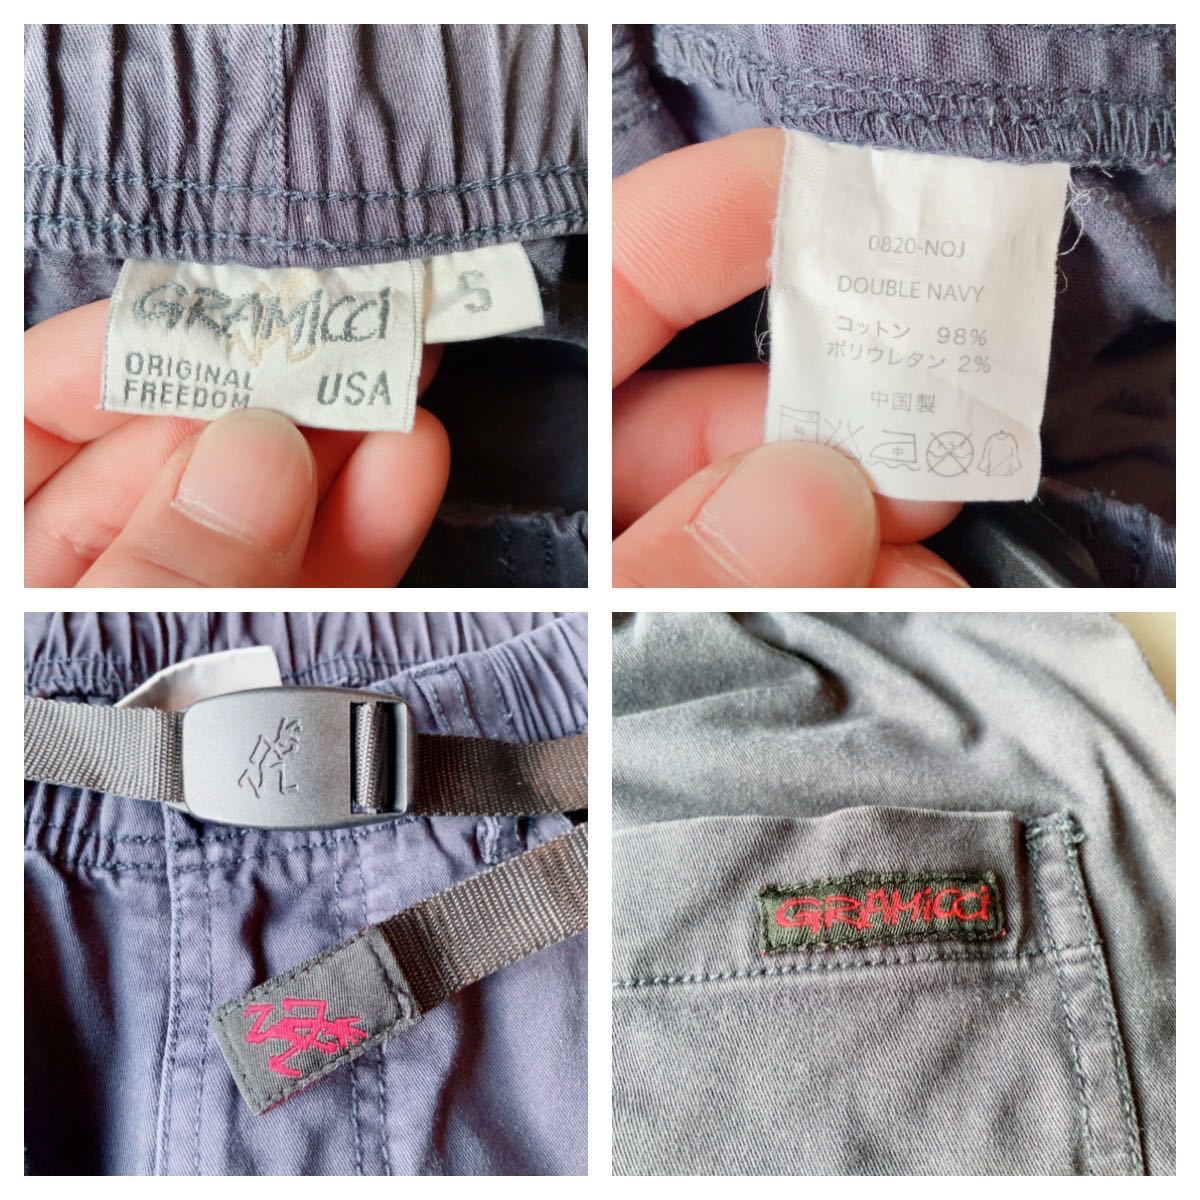 GRAMiCCi
ORIGINAL
FREEDOM
USA
S
0820-NOJ
DOUBLE NAVY
コットン 98%
ポリウレタン 2%
中国製
中
GRAMiCCi